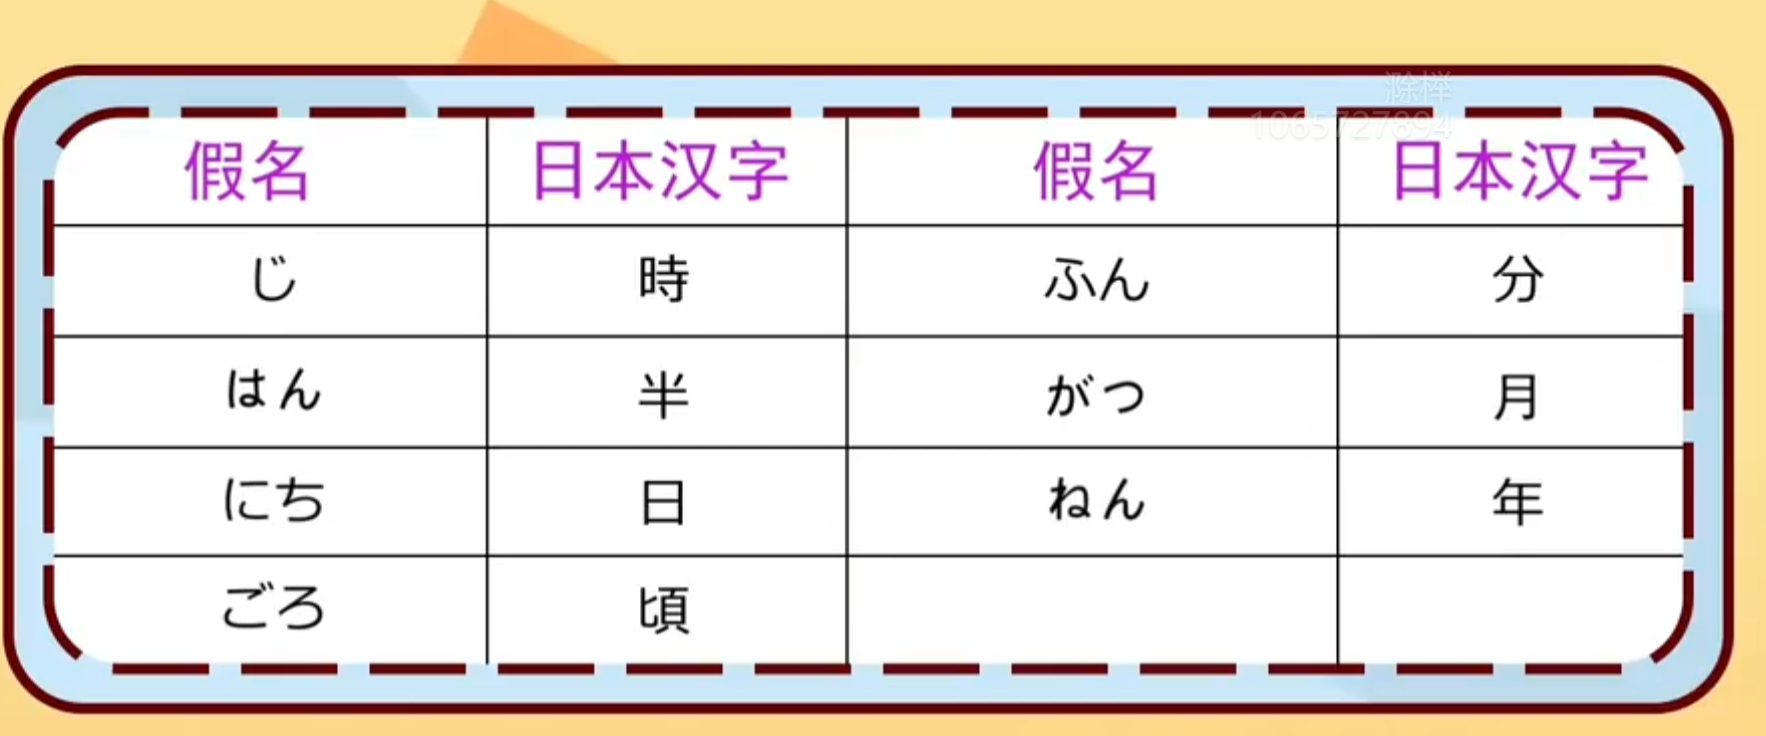 滁榉
1065727894
假名 日本汉字 假名 日本汉字
じ 時 ふん 分
はん 半 がつ 月
にち 日 ねん 年
ごろ 頃